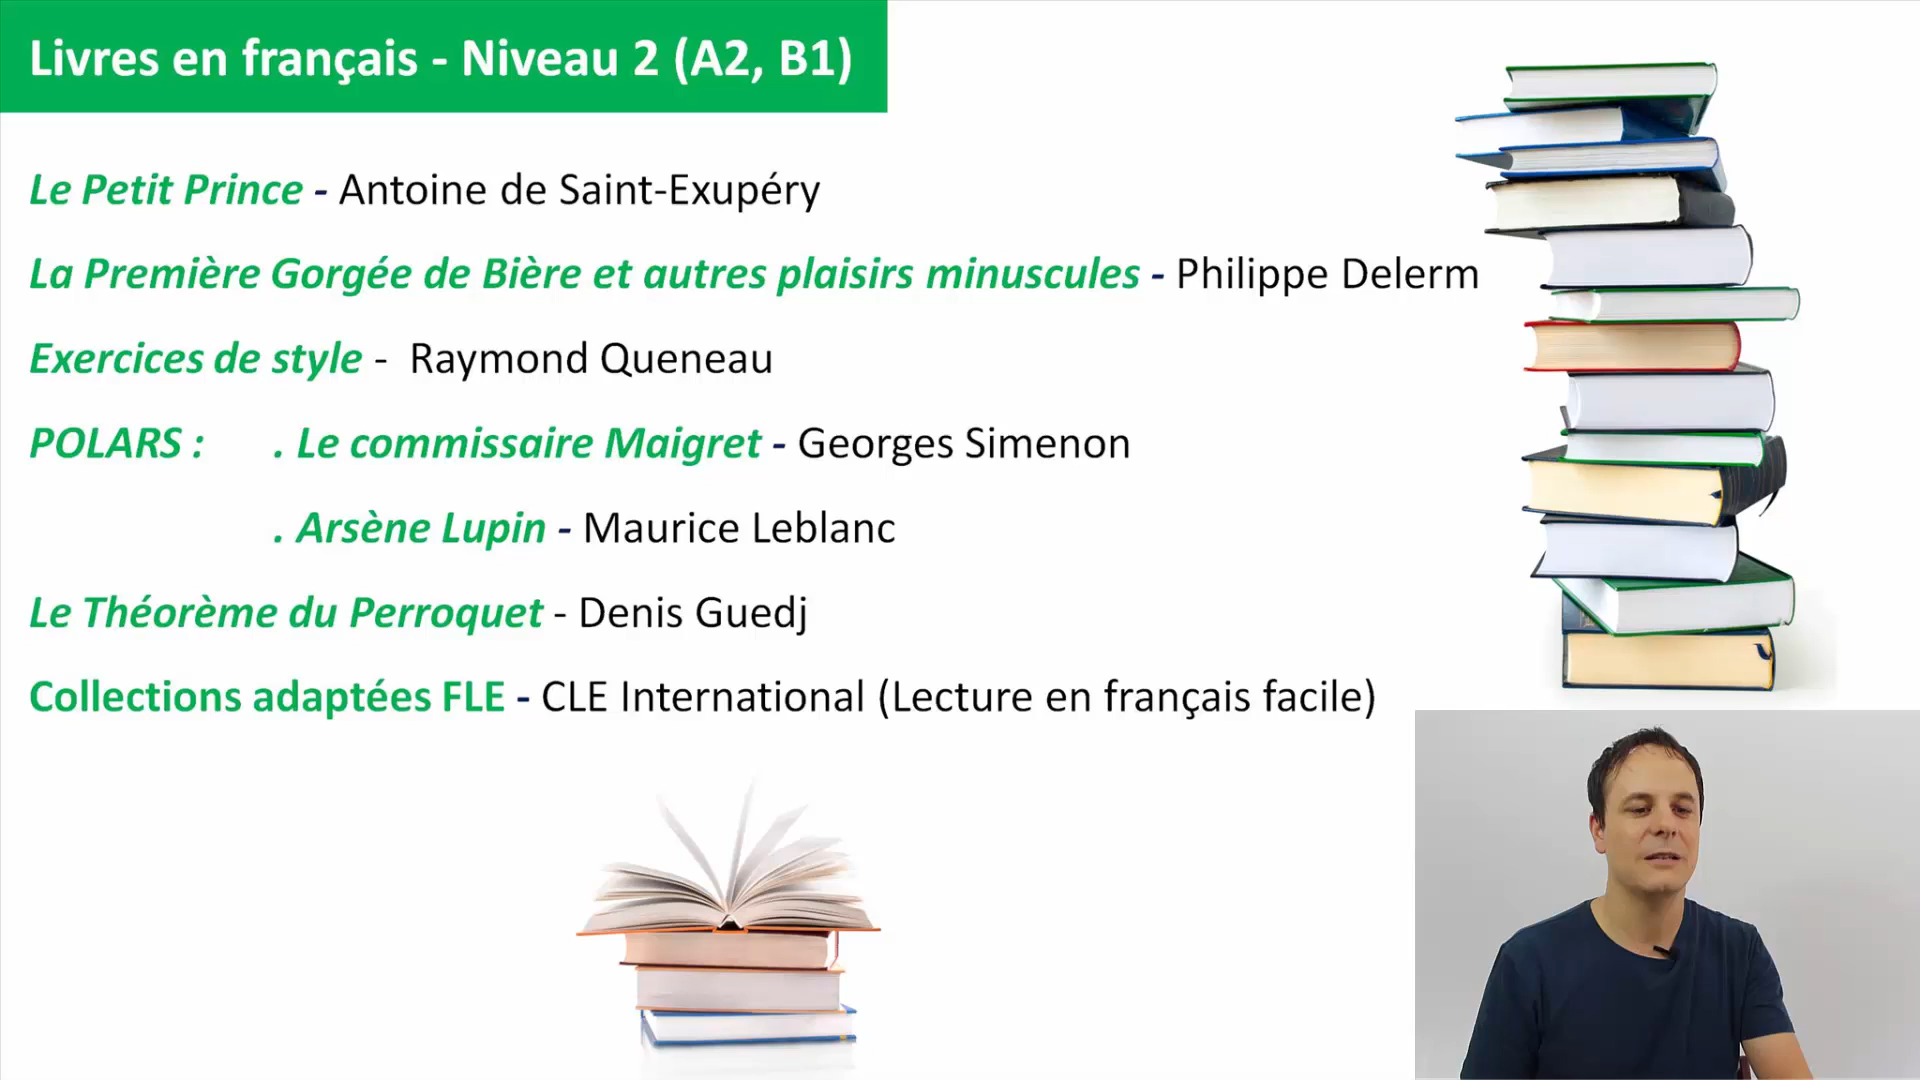 Livres en français - Niveau 2 (A2, B1)
Le Petit Prince - Antoine de Saint-Exupéry
La Première Gorgée de Bière et autres plaisirs minuscules - Philippe Delerm
Exercices de style - Raymond Queneau
POLARS : . Le commissaire Maigret - Georges Simenon
. Arsène Lupin - Maurice Leblanc
Le Théorème du Perroquet - Denis Guedj
Collections adaptées FLE - CLE International (Lecture en français facile)